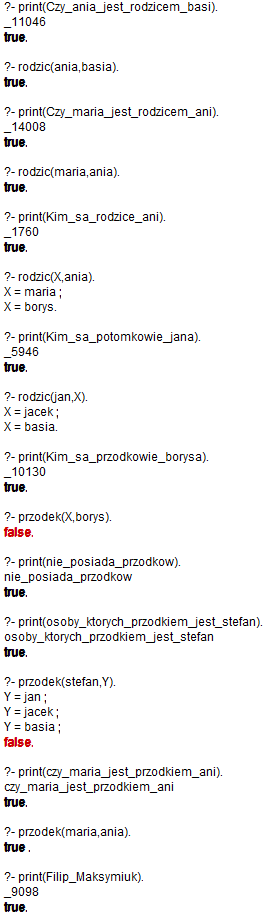 ?- print(Czy_ania_jest_rodzicem_basi).
_11046
true.
?- rodzic(ania,basia).
true.
?- print(Czy_maria_jest_rodzicem_ani).
_14008
true.
?- rodzic(maria,ania).
true.
?- print(Kim_sa_rodzice_ani).
_1760
true.
?- rodzic(X,ania).
X = maria ;
X = borys.
?- print(Kim_sa_potomkowie_jana).
_5946
true.
?- rodzic(jan,X).
X = jacek ;
X = basia.
?- print(Kim_sa_przodkowie_borysa).
_10130
true.
?- przodek(X,borys).
false.
?- print(nie_posiada_przodkow).
nie_posiada_przodkow
true.
?- print(osoby_ktorych_przodkiem_jest_stefan).
osoby_ktorych_przodkiem_jest_stefan
true.
?- przodek(stefan,Y).
Y = jan ;
Y = jacek ;
Y = basia ;
false.
?- print(czy_maria_jest_przodkiem_ani).
czy_maria_jest_przodkiem_ani
true.
?- przodek(maria,ania).
true .
?- print(Filip_Maksymiuk).
_9098
true.